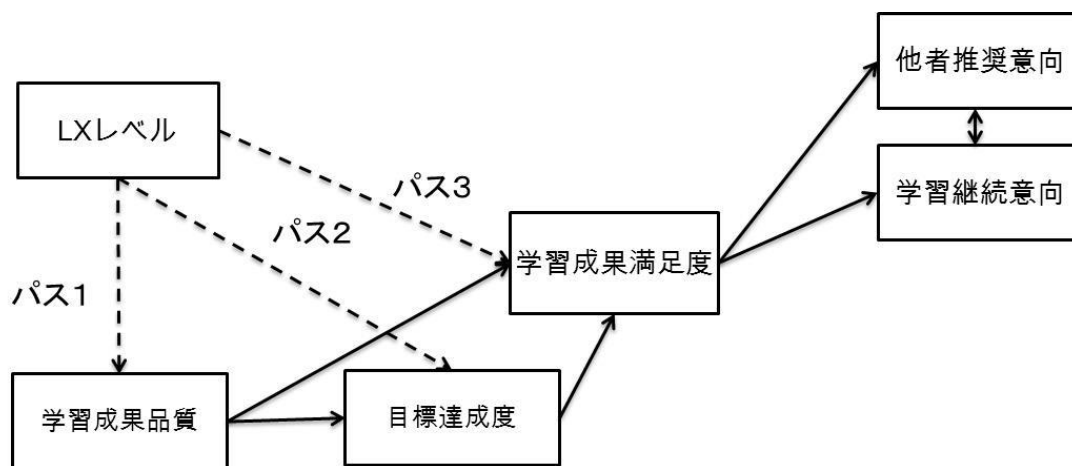 他者推奨意向
LXレベル
学習継続意向
パス3
パス2
学習成果満足度
パス1
学習成果品質
目標達成度